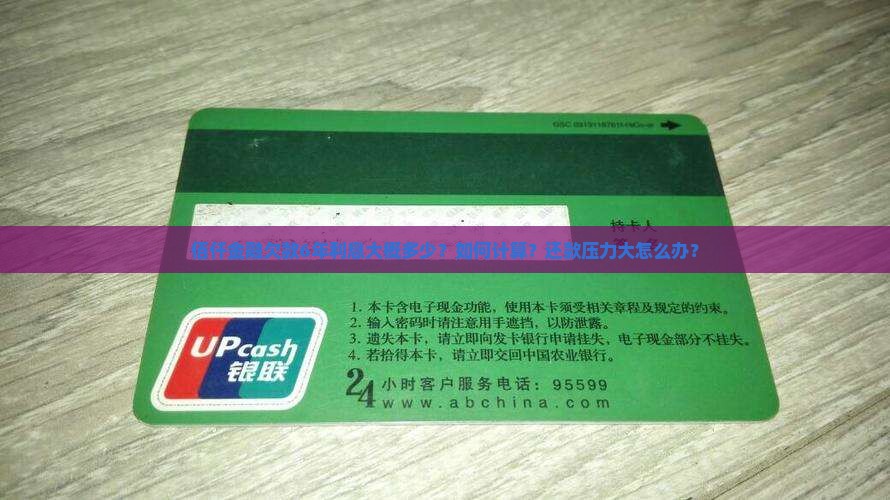 持卡人
佰仟金融欠款6年利息大概多少？如何计算？还款压力大怎么办？
1. 本卡含电子现金功能，使用本卡须受相关章程及规定的约束。
2. 输入密码时请注意用手遮挡，以防泄露。
3. 遗失本卡，请立即向发卡银行申请挂失，电子现金部分不挂失。
4. 若拾得本卡，请立即交回中国农业银行。
UPcash
银联
24小时客户服务电话：95599
www.abchina.com